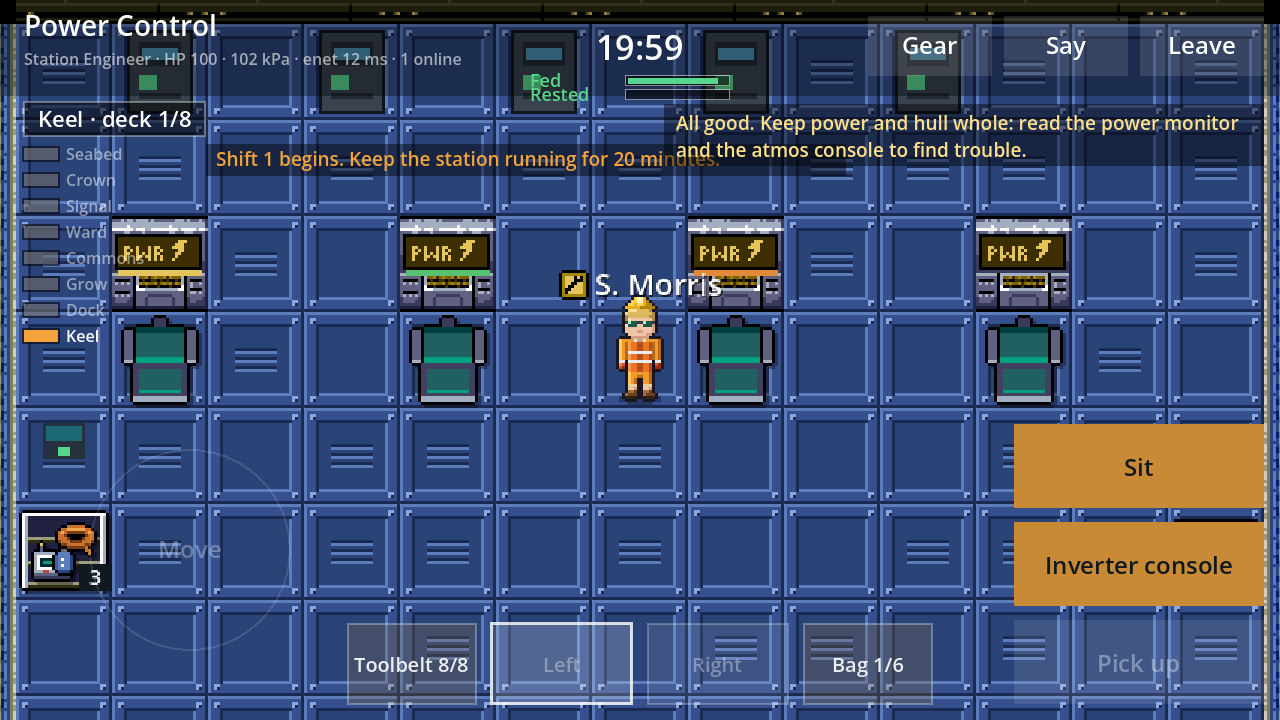 Power Control
Station Engineer · HP 100 · 102 kPa · enet 12 ms · 1 online
19:59
Fed
Rested
Gear
Say
Leave
Keel · deck 1/8
All good. Keep power and hull whole: read the power monitor
and the atmos console to find trouble.
Shift 1 begins. Keep the station running for 20 minutes.
Seabed
Crown
Signal
Ward
Commons
Grow
Dock
Keel
PWR
PWR
PWR
PWR
S. Morris
Sit
Inverter console
Move
3
Toolbelt 8/8
Left
Right
Bag 1/6
Pick up